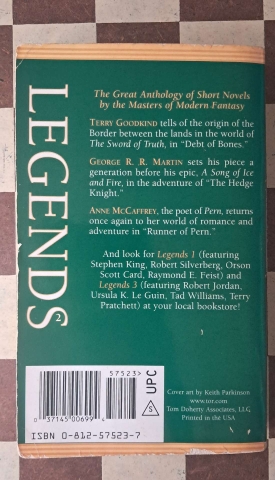 The Great Anthology of Short Novels
by the Masters of Modern Fantasy
TERRY GOODKIND tells of the origin of the
Border between the lands in the world of
The Sword of Truth, in "Debt of Bones."
GEORGE R. R. MARTIN sets his piece a
generation before his epic, A Song of Ice
and Fire, in the adventure of "The Hedge
Knight."
ANNE MCCAFFREY, the poet of Pern, returns
once again to her world of romance and
adventure in "Runner of Pern."
And look for Legends 1 (featuring
Stephen King, Robert Silverberg, Orson
Scott Card, Raymond E. Feist) and
Legends 3 (featuring Robert Jordan,
Ursula K. Le Guin, Tad Williams, Terry
Pratchett) at your local bookstore!
LEGENDS
2
57523>
UPC
S
0 37145 00699 4
ISBN 0-812-57523-7
Cover art by Keith Parkinson
www.tor.com
Tom Doherty Associates, LLC
Printed in the USA